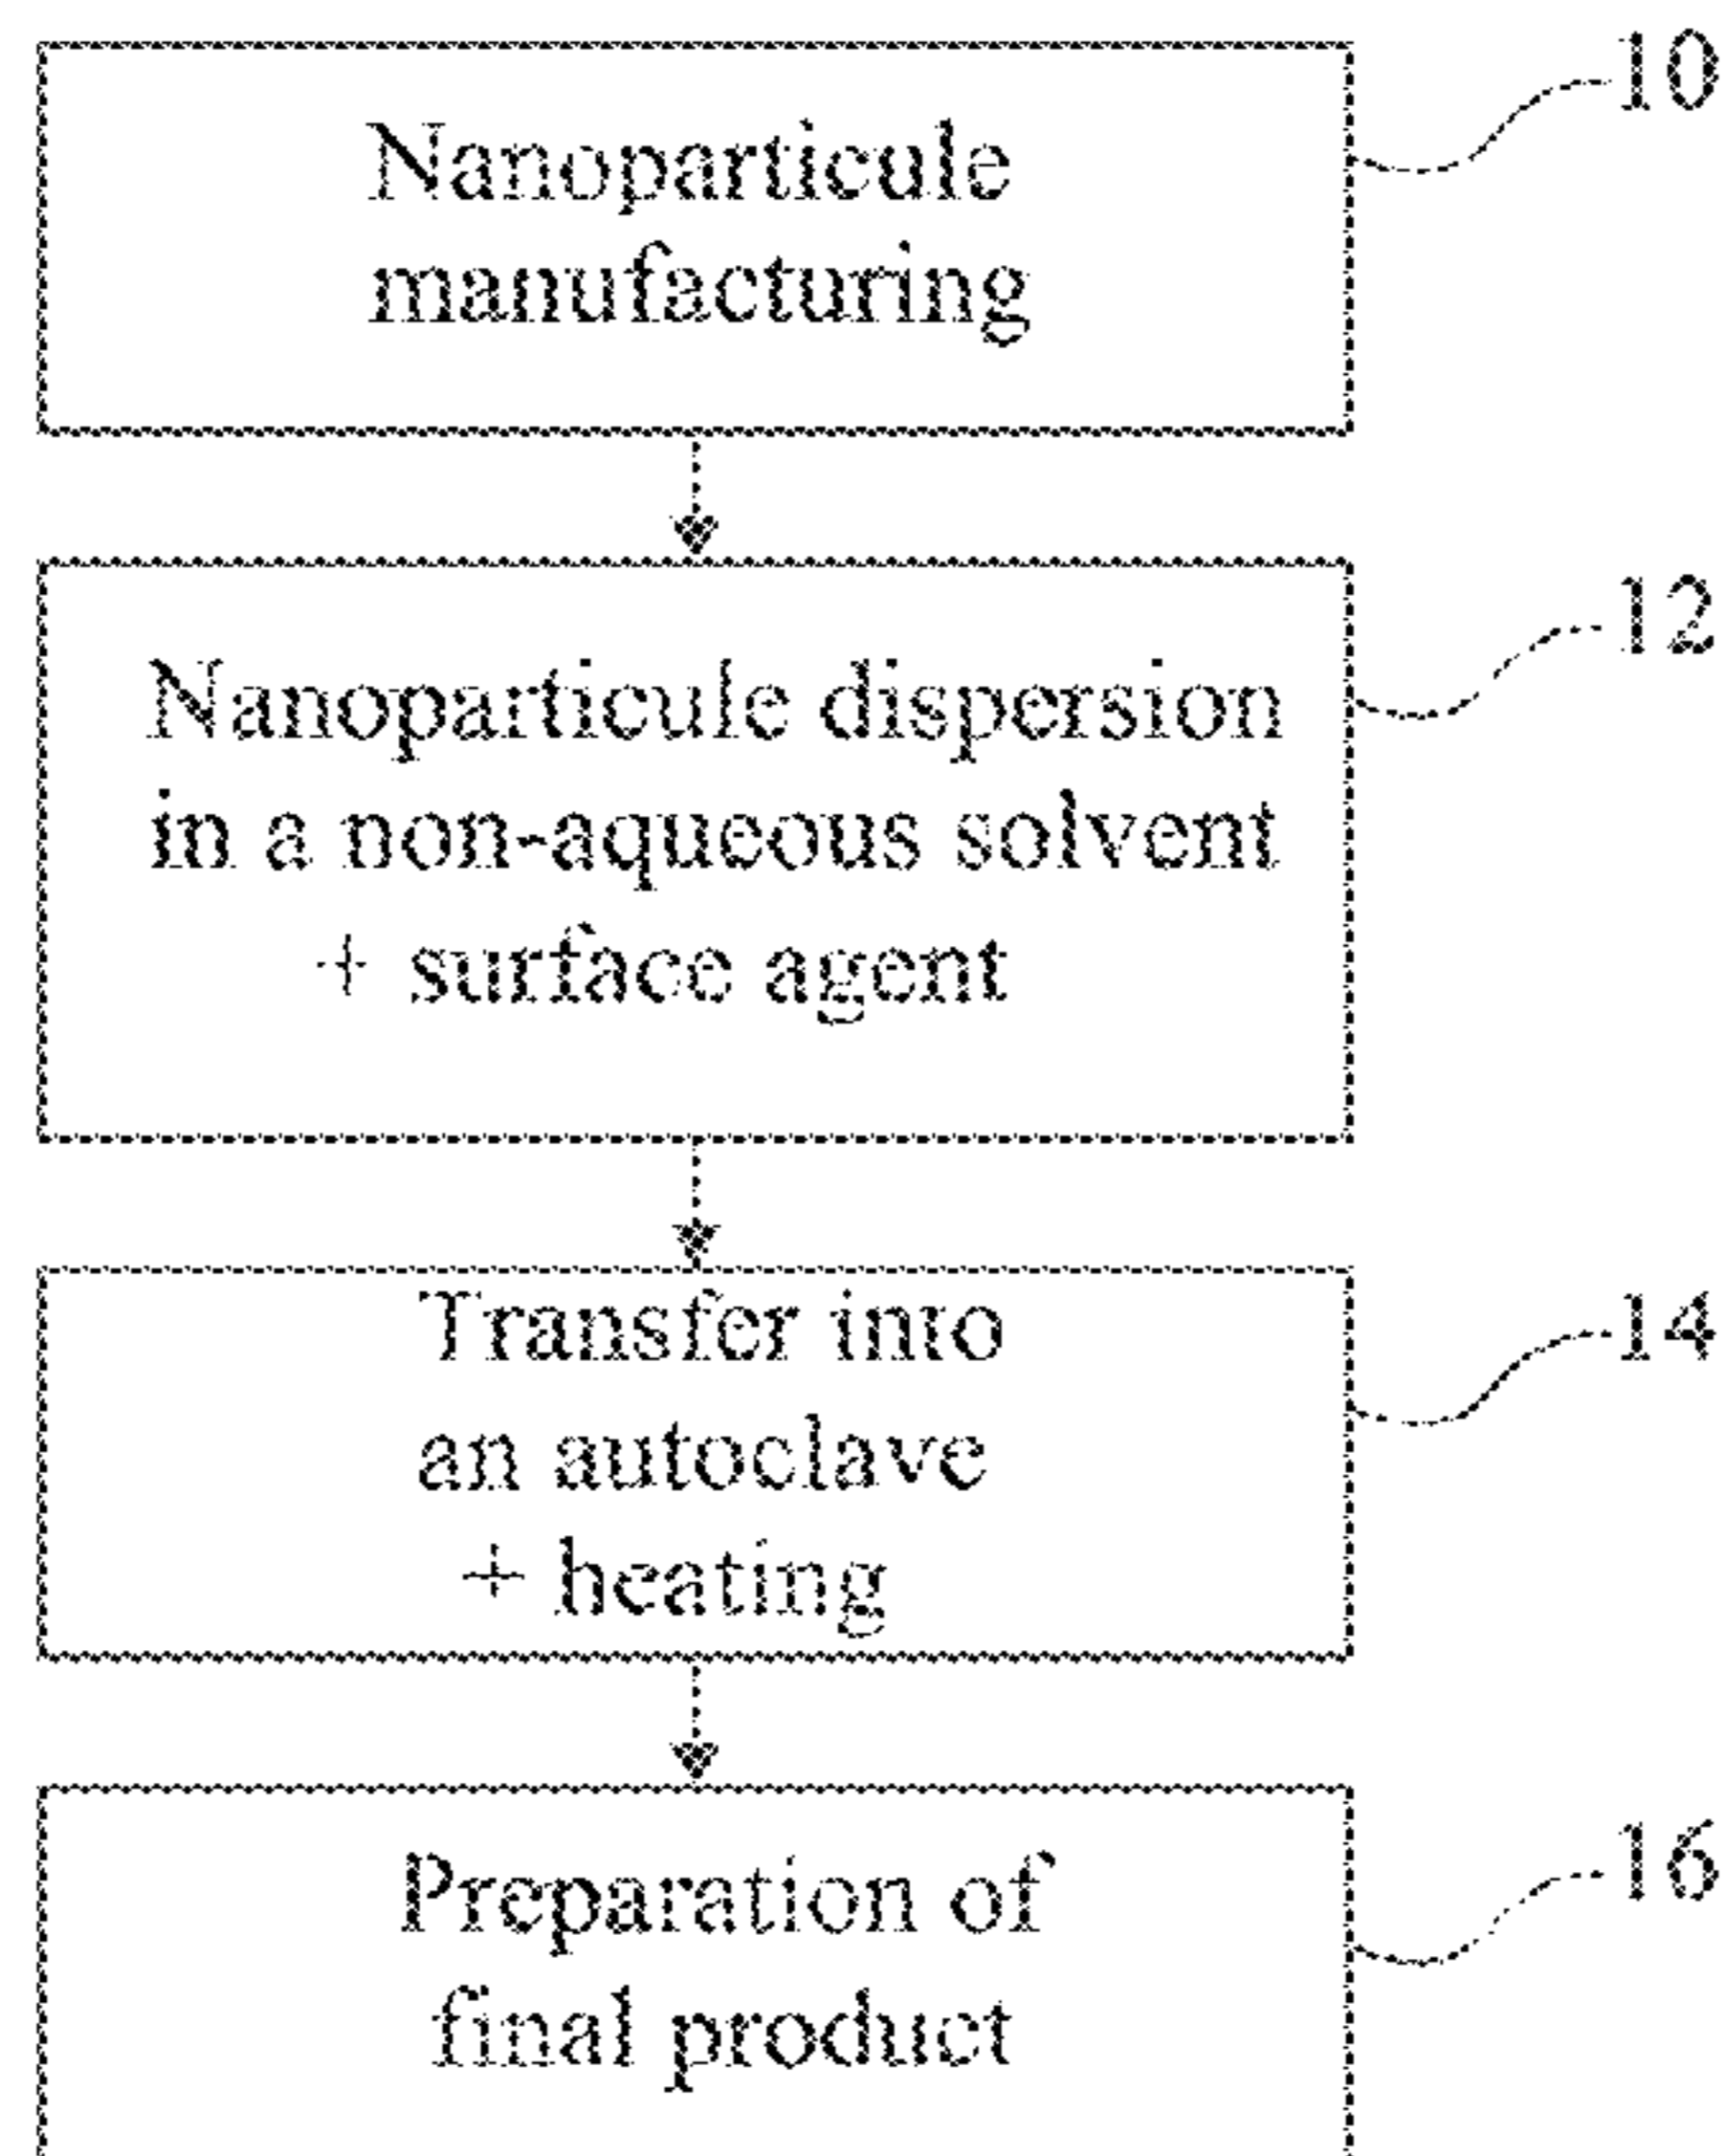 10
Nanoparticule
manufacturing
12
Nanoparticule dispersion
in a non-aqueous solvent
+ surface agent
14
Transfer into
an autoclave
+ heating
16
Preparation of
final product